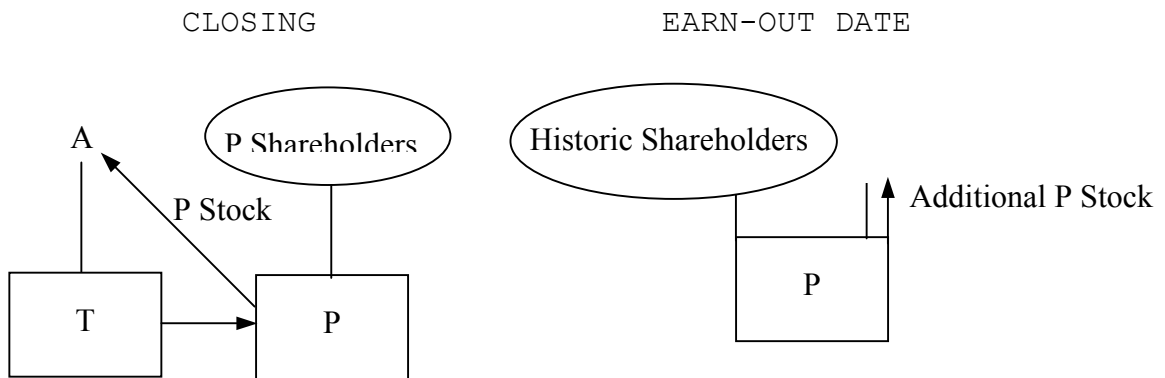 CLOSING
EARN-OUT DATE
A
P Shareholders
Historic Shareholders
P Stock
Additional P Stock
T
P
P